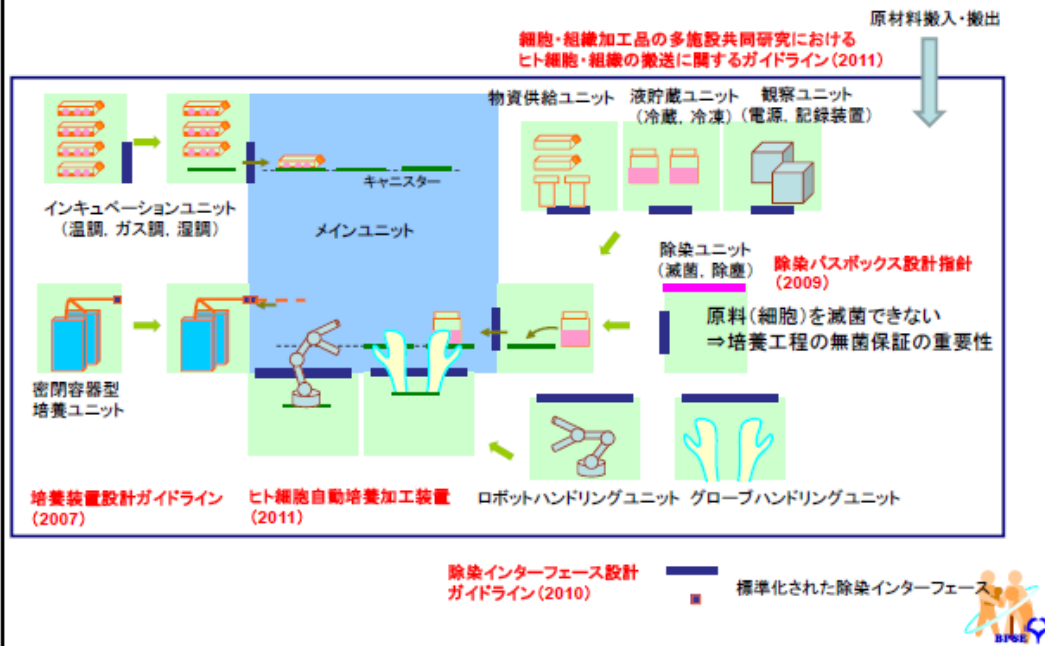 原材料搬入・搬出
細胞・組織加工品の多施設共同研究における
ヒト細胞・組織の搬送に関するガイドライン(2011)
物資供給ユニット
液貯蔵ユニット
(冷蔵, 冷凍)
観察ユニット
(電源, 記録装置)
キャニスター
インキュベーションユニット
(温調, ガス調, 湿調)
メインユニット
除染ユニット
(滅菌, 除塵)
除染パスボックス設計指針
(2009)
原料(細胞)を滅菌できない
⇒培養工程の無菌保証の重要性
密閉容器型
培養ユニット
ロボットハンドリングユニット
グローブハンドリングユニット
培養装置設計ガイドライン
(2007)
ヒト細胞自動培養加工装置
(2011)
除染インターフェース設計
ガイドライン(2010)
標準化された除染インターフェース
BPSE